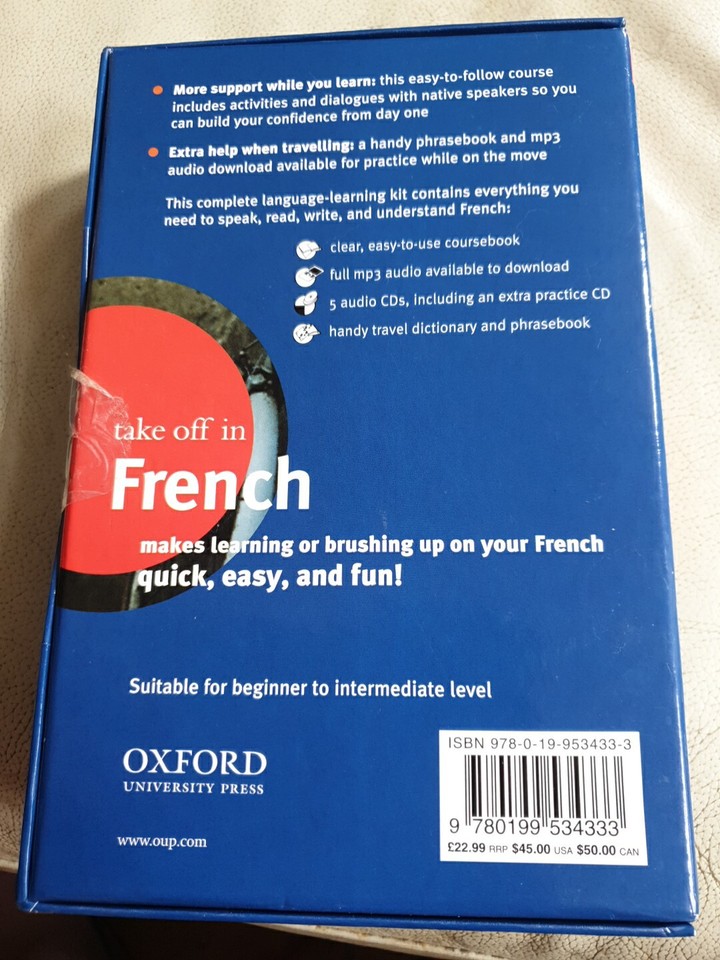 More support while you learn: this easy-to-follow course
includes activities and dialogues with native speakers so you
can build your confidence from day one
Extra help when travelling: a handy phrasebook and mp3
audio download available for practice while on the move
This complete language-learning kit contains everything you
need to speak, read, write, and understand French:
clear, easy-to-use coursebook
full mp3 audio available to download
5 audio CDs, including an extra practice CD
handy travel dictionary and phrasebook
take off in
French
makes learning or brushing up on your French
quick, easy, and fun!
Suitable for beginner to intermediate level
OXFORD
UNIVERSITY PRESS
www.oup.com
ISBN 978-0-19-953433-3
9 780199 534333
£22.99 RRP $45.00 USA $50.00 CAN